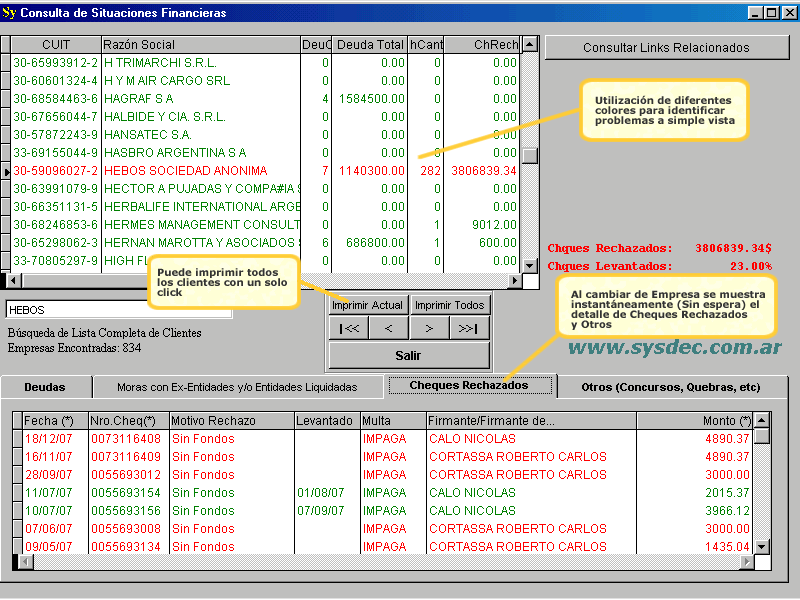 Sy Consulta de Situaciones Financieras
CUIT Razón Social DeuC Deuda Total hCant ChRech
30-65993912-2 H TRIMARCHI S.R.L. 0 0.00 0 0.00
30-60601324-4 H Y M AIR CARGO SRL 0 0.00 0 0.00
30-68584463-6 HAGRAF S A 4 1584500.00 0 0.00
30-67656044-7 HALBIDE Y CIA. S.R.L. 0 0.00 0 0.00
30-57872243-9 HANSATEC S.A. 0 0.00 0 0.00
33-69155044-9 HASBRO ARGENTINA S A 0 0.00 0 0.00
30-59096027-2 HEBOS SOCIEDAD ANONIMA 7 1140300.00 282 3806839.34
30-63991079-9 HECTOR A PUJADAS Y COMPA#IA S 0 0.00 0 0.00
30-66351131-5 HERBALIFE INTERNATIONAL ARGE 0 0.00 0 0.00
30-68246853-6 HERMES MANAGEMENT CONSULT 0 0.00 1 9012.00
30-65298062-3 HERNAN MAROTTA Y ASOCIADOS S 6 686800.00 1 600.00
33-70805297-9 HIGH FL 0 0.00 0 0.00
Consultar Links Relacionados
Utilización de diferentes
colores para identificar
problemas a simple vista
Chques Rechazados: 3806839.34$
Chques Levantados: 23.00%
Puede imprimir todos
los clientes con un solo
click
Al cambiar de Empresa se muestra
instantáneamente (Sin espera) el
detalle de Cheques Rechazados
y Otros
HEBOS
Búsqueda de Lista Completa de Clientes
Empresas Encontradas: 834
Imprimir Actual Imprimir Todos
|<< < > >>|
Salir
www.sysdec.com.ar
Deudas Moras con Ex-Entidades y/o Entidades Liquidadas Cheques Rechazados Otros (Concursos, Quebras, etc)
Fecha (*) Nro.Cheq(*) Motivo Rechazo Levantado Multa Firmante/Firmante de... Monto (*)
18/12/07 0073116408 Sin Fondos IMPAGA CALO NICOLAS 4890.37
16/11/07 0073116409 Sin Fondos IMPAGA CORTASSA ROBERTO CARLOS 4890.37
28/09/07 0055693012 Sin Fondos IMPAGA CORTASSA ROBERTO CARLOS 3000.00
11/07/07 0055693154 Sin Fondos 01/08/07 IMPAGA CALO NICOLAS 2015.37
10/07/07 0055693156 Sin Fondos 07/09/07 IMPAGA CALO NICOLAS 3966.12
07/06/07 0055693008 Sin Fondos IMPAGA CORTASSA ROBERTO CARLOS 3000.00
09/05/07 0055693134 Sin Fondos IMPAGA CORTASSA ROBERTO CARLOS 1435.04